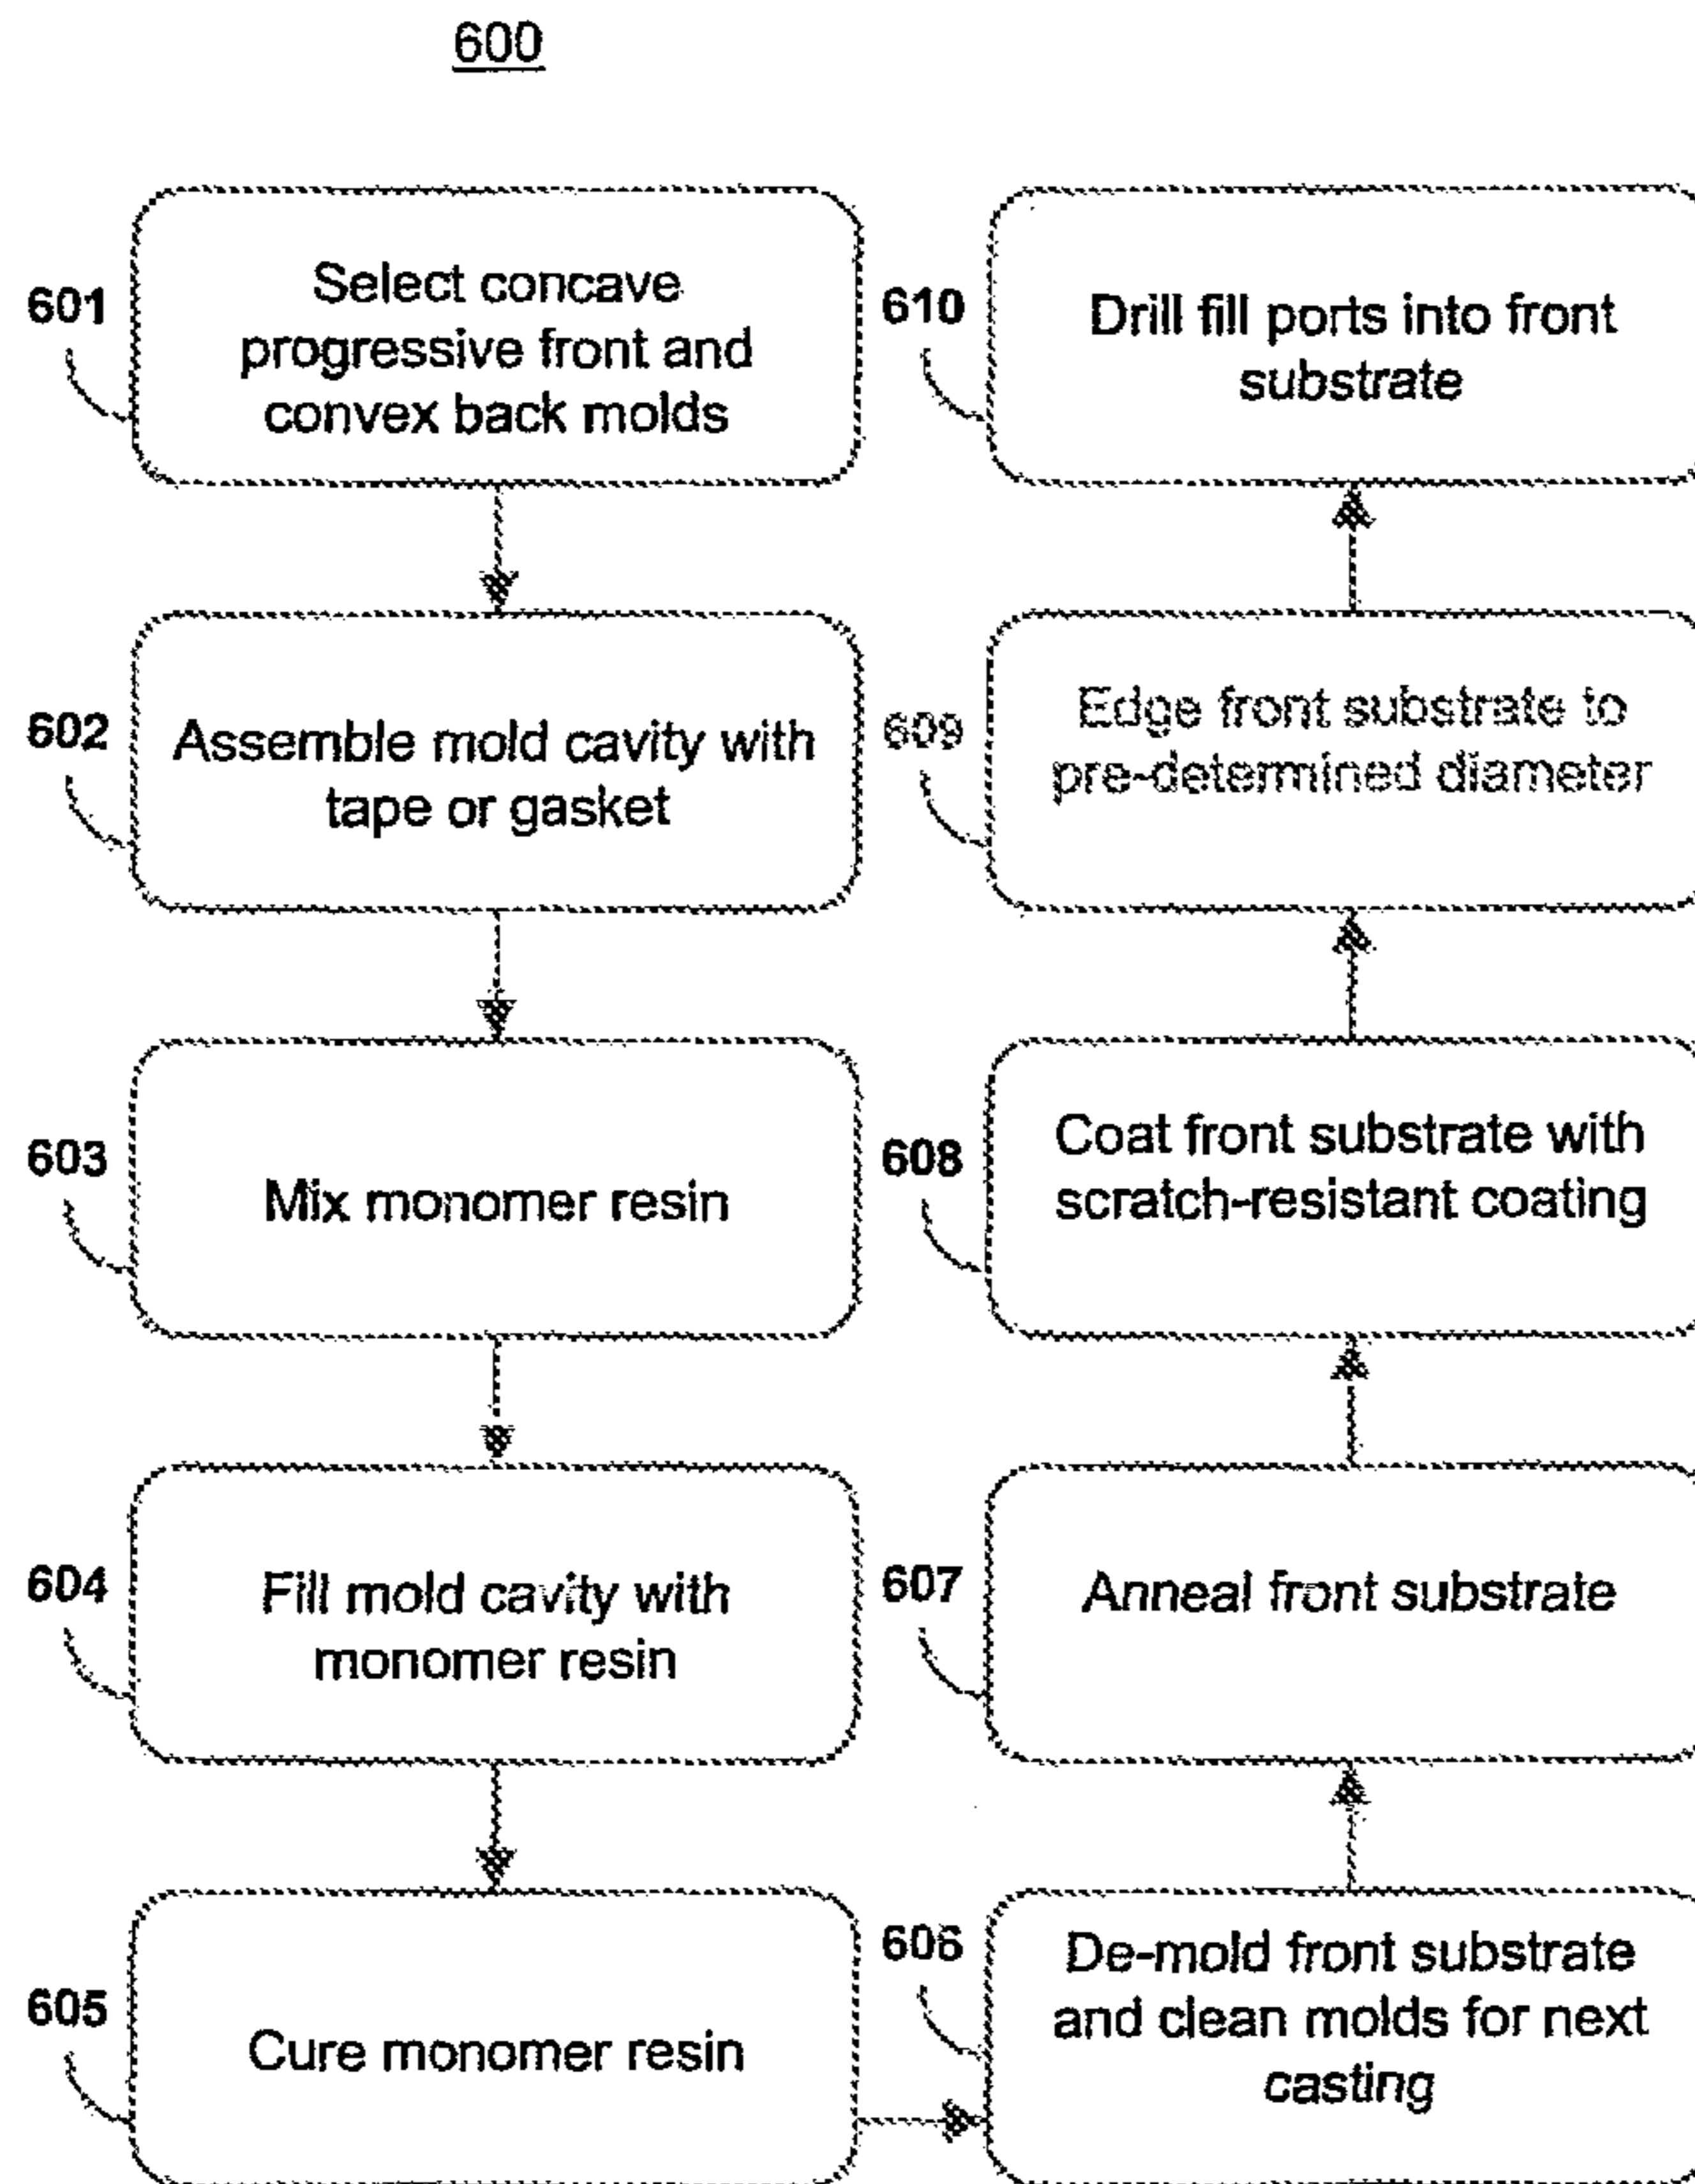 600
601
Select concave
progressive front and
convex back molds
602
Assemble mold cavity with
tape or gasket
603
Mix monomer resin
604
Fill mold cavity with
monomer resin
605
Cure monomer resin
606
De-mold front substrate
and clean molds for next
casting
607
Anneal front substrate
608
Coat front substrate with
scratch-resistant coating
609
Edge front substrate to
pre-determined diameter
610
Drill fill ports into front
substrate